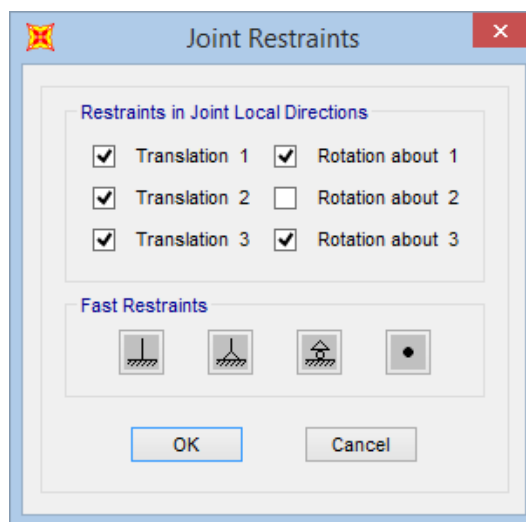 Joint Restraints
Restraints in Joint Local Directions
Translation 1 Rotation about 1
Translation 2 Rotation about 2
Translation 3 Rotation about 3
Fast Restraints
OK Cancel